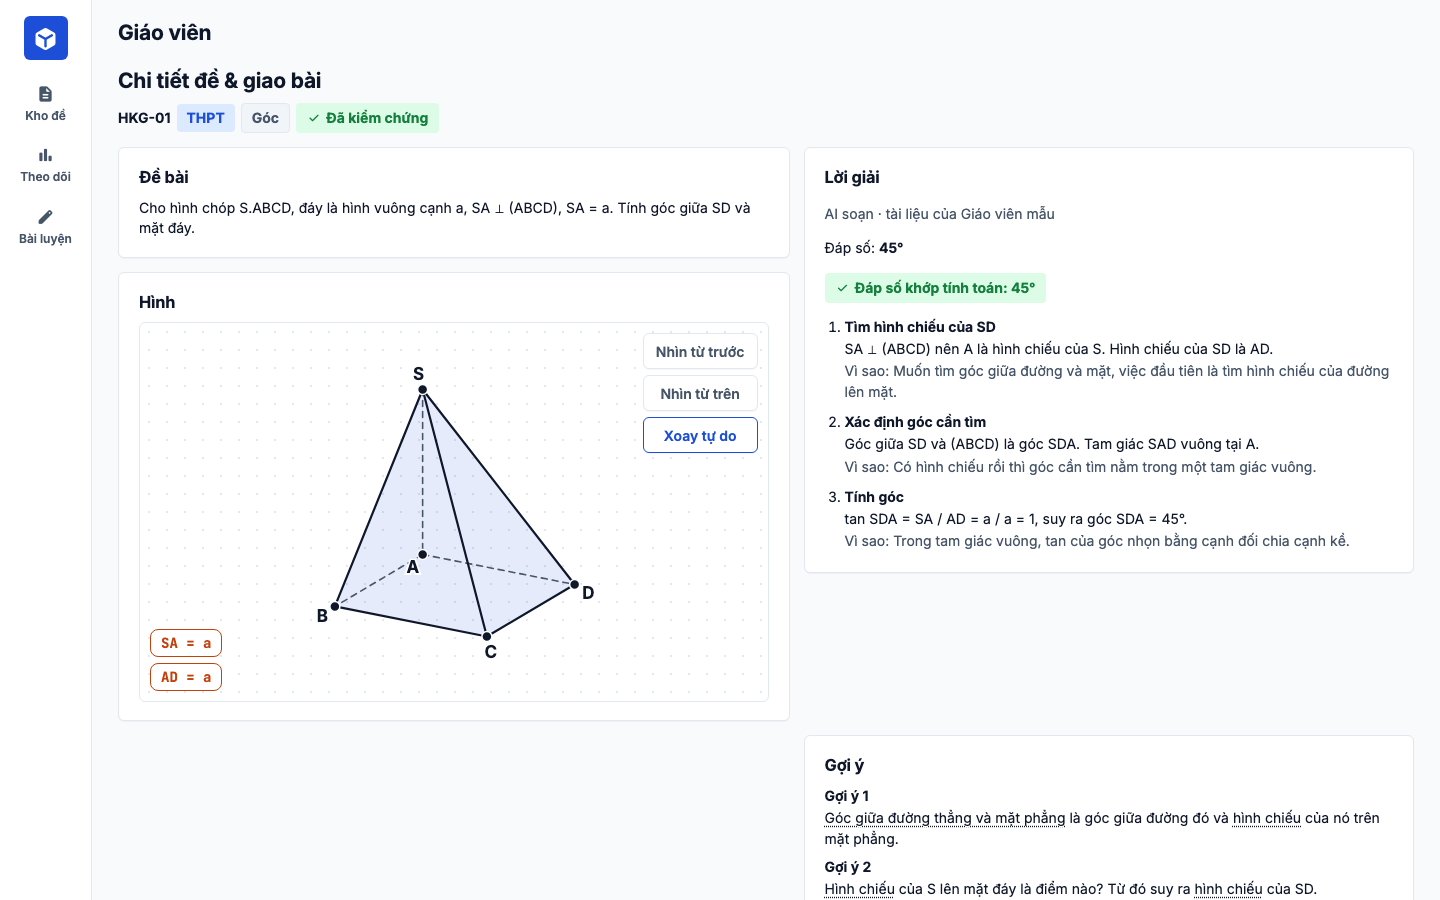 Giáo viên
Chi tiết đề & giao bài
HKG-01 THPT Góc Đã kiểm chứng
Kho đề
Theo dõi
Bài luyện
Đề bài
Cho hình chóp S.ABCD, đáy là hình vuông cạnh a, SA ⊥ (ABCD), SA = a. Tính góc giữa SD và
mặt đáy.
Hình
Nhìn từ trước
Nhìn từ trên
Xoay tự do
S
A
B
C
D
SA = a
AD = a
Lời giải
AI soạn · tài liệu của Giáo viên mẫu
Đáp số: 45°
Đáp số khớp tính toán: 45°
1. Tìm hình chiếu của SD
SA ⊥ (ABCD) nên A là hình chiếu của S. Hình chiếu của SD là AD.
Vì sao: Muốn tìm góc giữa đường và mặt, việc đầu tiên là tìm hình chiếu của đường
lên mặt.
2. Xác định góc cần tìm
Góc giữa SD và (ABCD) là góc SDA. Tam giác SAD vuông tại A.
Vì sao: Có hình chiếu rồi thì góc cần tìm nằm trong một tam giác vuông.
3. Tính góc
tan SDA = SA / AD = a / a = 1, suy ra góc SDA = 45°.
Vì sao: Trong tam giác vuông, tan của góc nhọn bằng cạnh đối chia cạnh kề.
Gợi ý
Gợi ý 1
Góc giữa đường thẳng và mặt phẳng là góc giữa đường đó và hình chiếu của nó trên
mặt phẳng.
Gợi ý 2
Hình chiếu của S lên mặt đáy là điểm nào? Từ đó suy ra hình chiếu của SD.